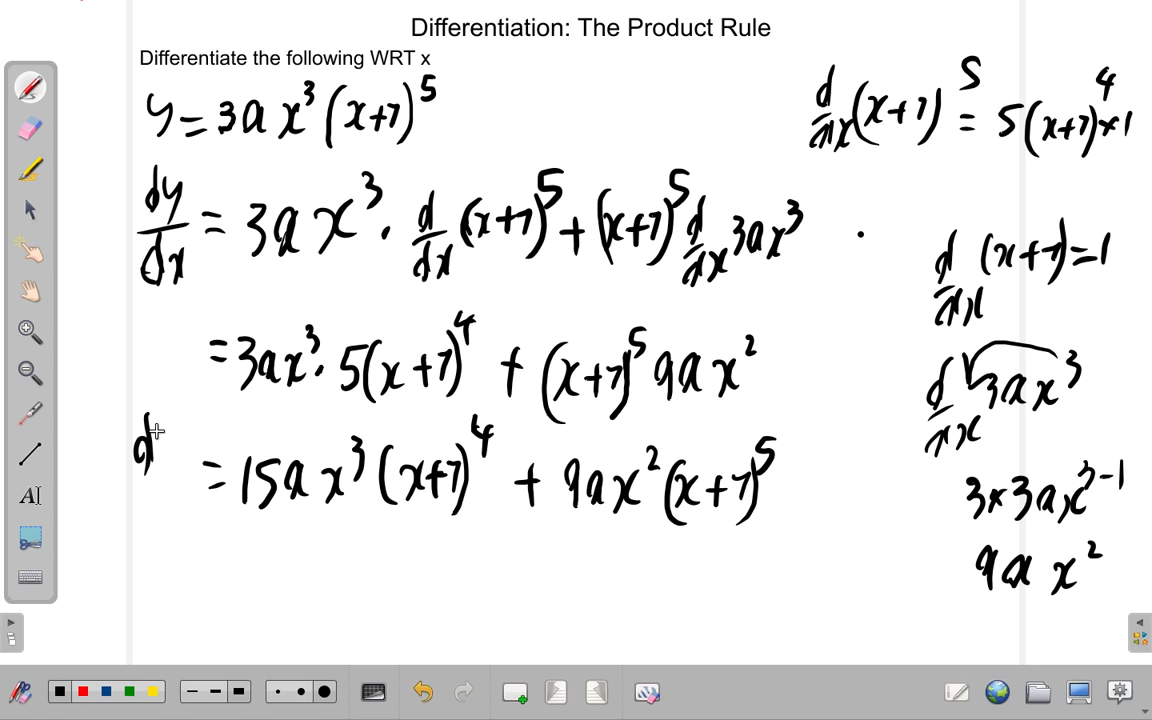 Differentiation: The Product Rule
Differentiate the following WRT x
y = 3ax³(x+7)⁵
dy/dx = 3ax³ · d/dx (x+7)⁵ + (x+7)⁵ d/dx 3ax³
= 3ax³ · 5(x+7)⁴ + (x+7)⁵ 9ax²
d = 15ax³(x+7)⁴ + 9ax²(x+7)⁵
d/dx (x+7)⁵ = 5(x+7)⁴ × 1
d/dx (x+7) = 1
d/dx 3ax³
3×3ax³⁻¹
9ax²
A